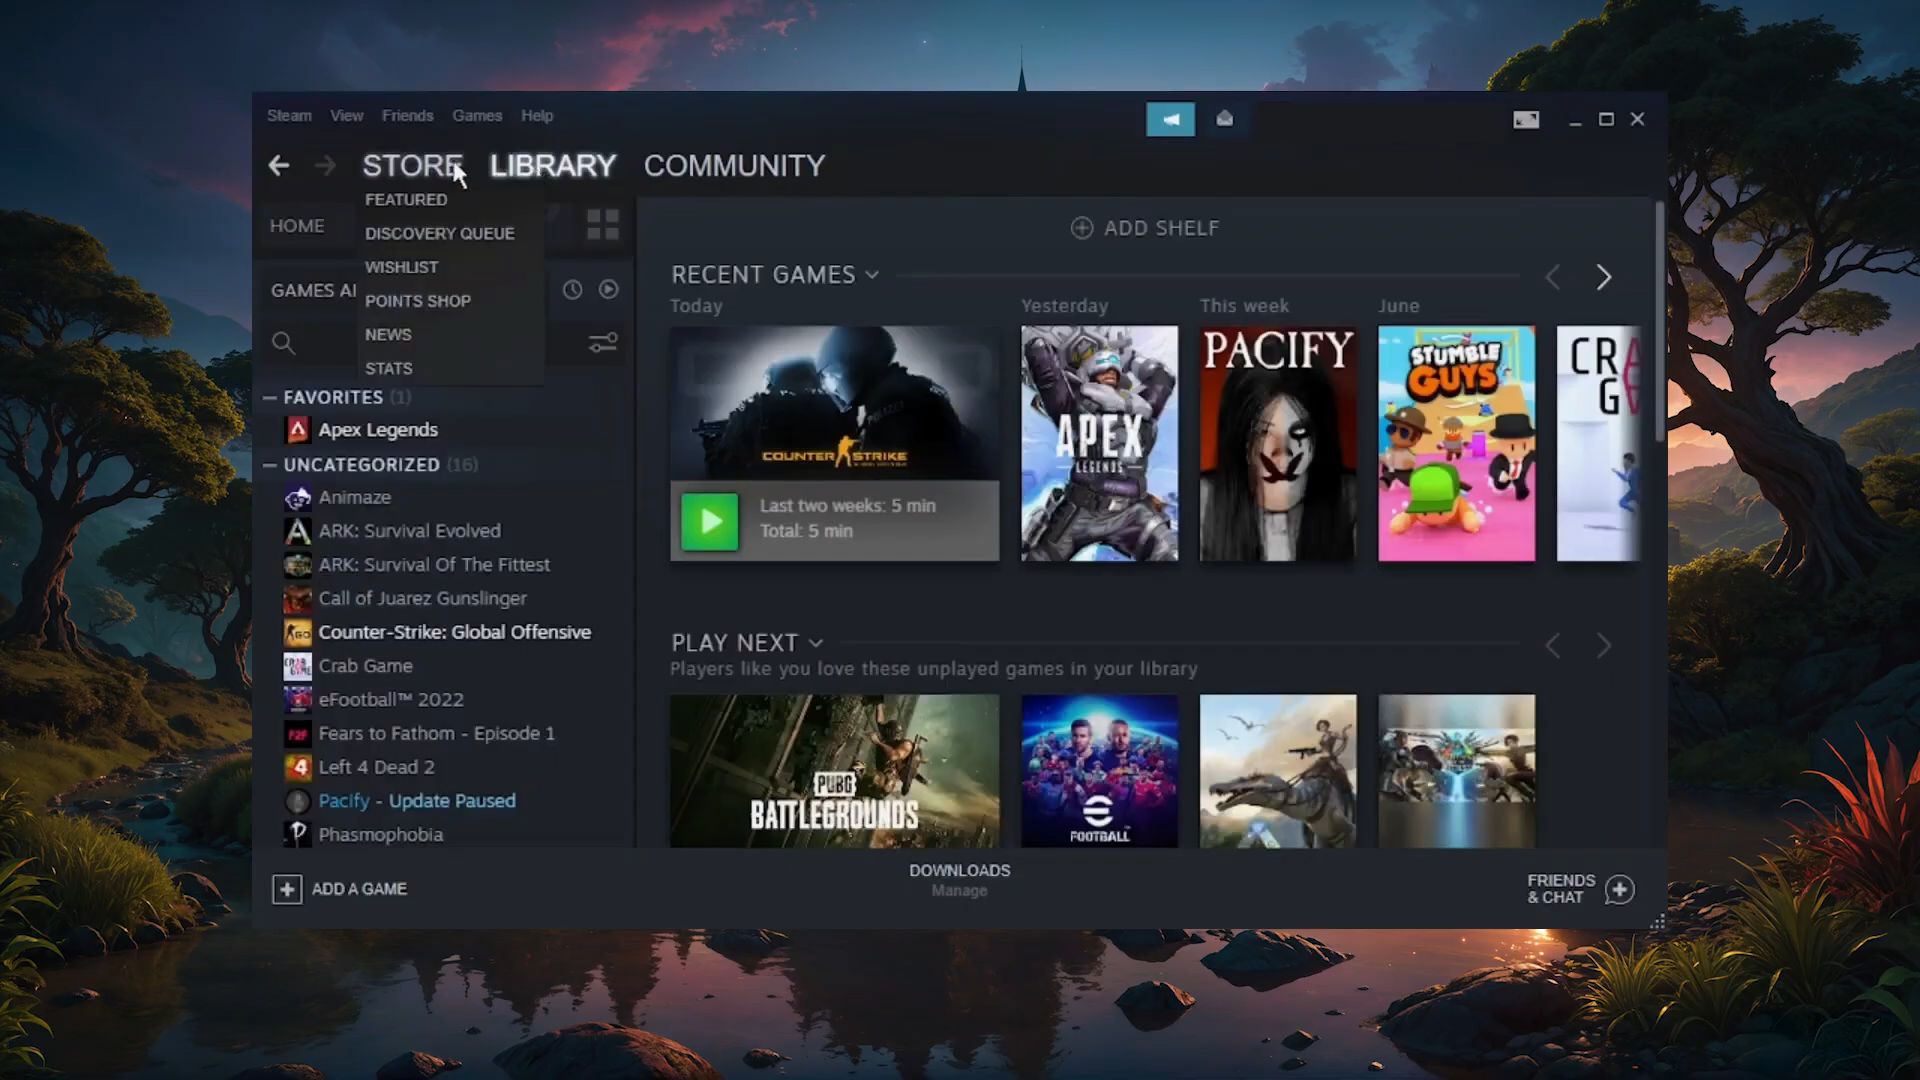 Steam View Friends Games Help
STORE LIBRARY COMMUNITY
FEATURED
DISCOVERY QUEUE
WISHLIST
POINTS SHOP
NEWS
STATS
HOME
GAMES
FAVORITES (1)
Apex Legends
UNCATEGORIZED (16)
Animaze
ARK: Survival Evolved
ARK: Survival Of The Fittest
Call of Juarez Gunslinger
Counter-Strike: Global Offensive
Crab Game
eFootball™ 2022
Fears to Fathom - Episode 1
Left 4 Dead 2
Pacify - Update Paused
Phasmophobia
ADD SHELF
RECENT GAMES
Today
Yesterday
This week
June
COUNTER STRIKE
Last two weeks: 5 min
Total: 5 min
APEX
LEGENDS
PACIFY
STUMBLE
GUYS
CRA
G
PLAY NEXT
Players like you love these unplayed games in your library
PUBG
BATTLEGROUNDS
FOOTBALL
ADD A GAME
DOWNLOADS
Manage
FRIENDS
& CHAT